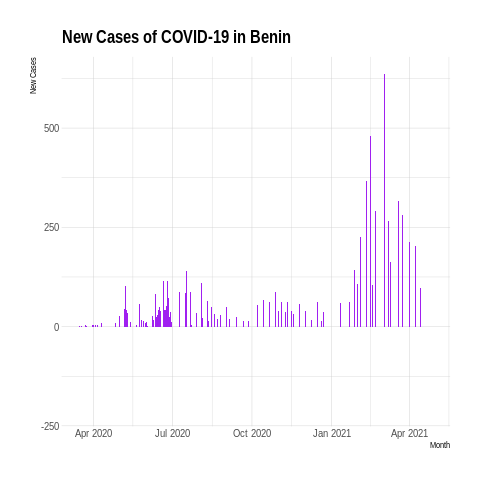 New Cases of COVID-19 in Benin
New Cases
500
250
0
-250
Apr 2020 Jul 2020 Oct 2020 Jan 2021 Apr 2021
Month